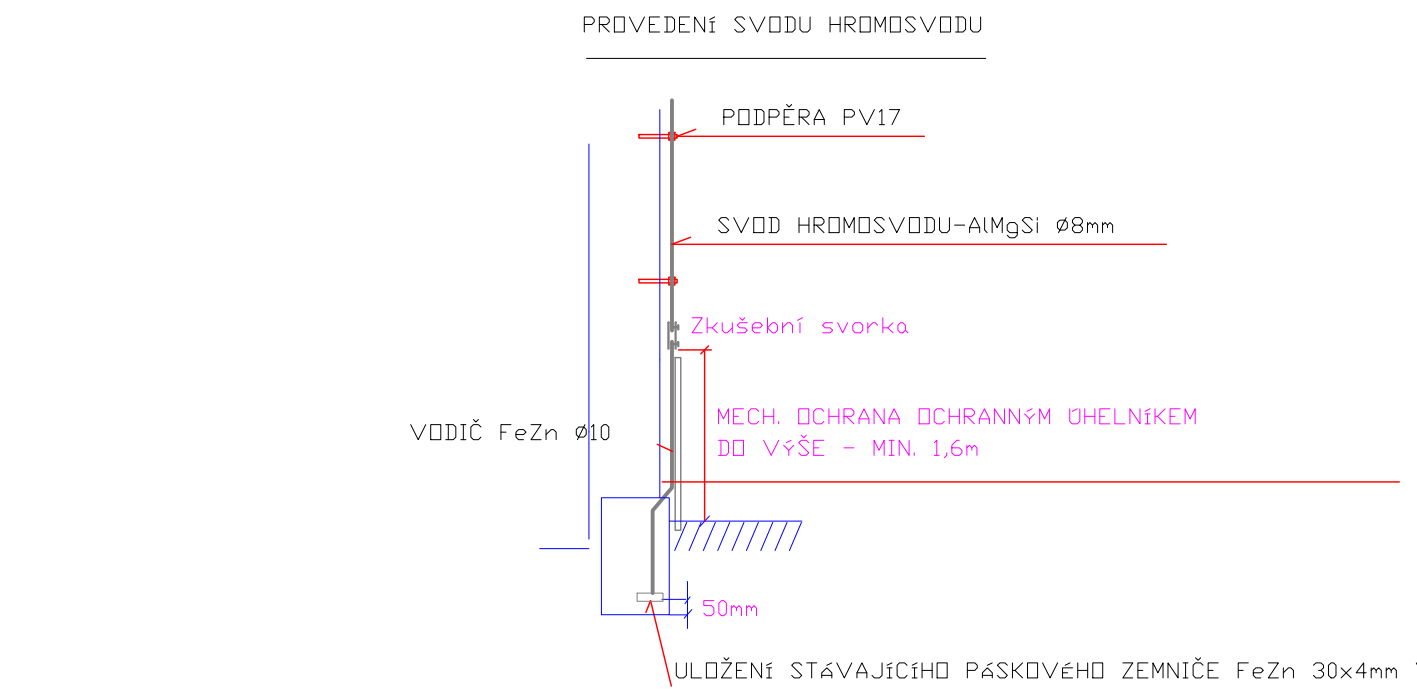 PROVEDENÍ SVODU HROMOSVODU
PODPĚRA PV17
SVOD HROMOSVODU-AlMgSi Ø8mm
Zkušební svorka
MECH. OCHRANA OCHRANNÝM ÚHELNÍKEM
DO VÝŠE - MIN. 1,6m
VODIČ FeZn Ø10
50mm
ULOŽENÍ STÁVAJÍCÍHO PÁSKOVÉHO ZEMNIČE FeZn 30x4mm